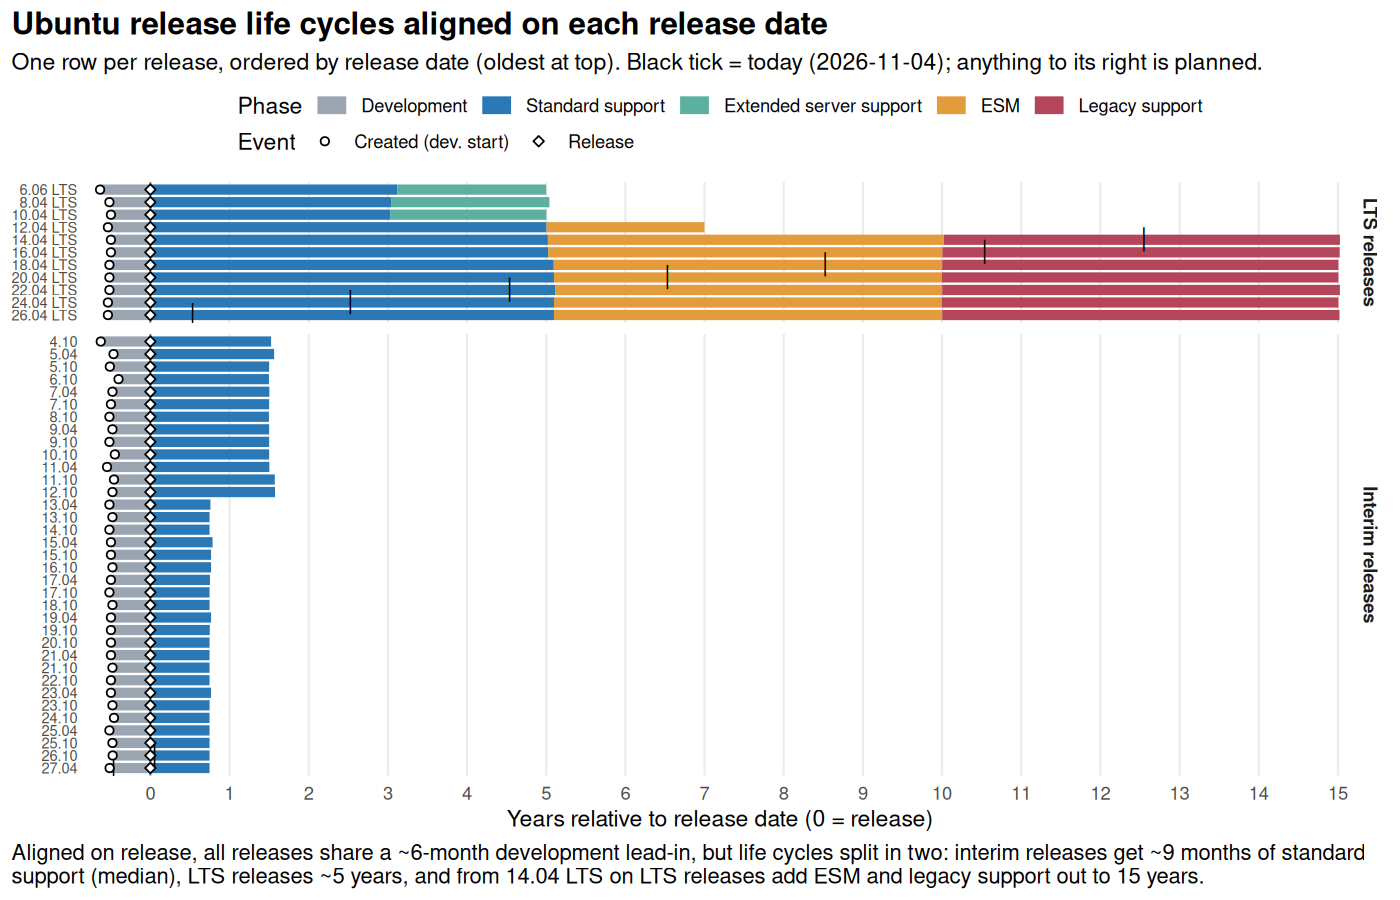 Ubuntu release life cycles aligned on each release date
One row per release, ordered by release date (oldest at top). Black tick = today (2026-11-04); anything to its right is planned.
Phase Development Standard support Extended server support ESM Legacy support
Event Created (dev. start) Release
6.06 LTS
8.04 LTS
10.04 LTS
12.04 LTS
14.04 LTS
16.04 LTS
18.04 LTS
20.04 LTS
22.04 LTS
24.04 LTS
26.04 LTS
LTS releases
4.10
5.04
5.10
6.10
7.04
7.10
8.10
9.04
9.10
10.10
11.04
11.10
12.10
13.04
13.10
14.10
15.04
15.10
16.10
17.04
17.10
18.10
19.04
19.10
20.10
21.04
21.10
22.10
23.04
23.10
24.10
25.04
25.10
26.10
27.04
Interim releases
0 1 2 3 4 5 6 7 8 9 10 11 12 13 14 15
Years relative to release date (0 = release)
Aligned on release, all releases share a ~6-month development lead-in, but life cycles split in two: interim releases get ~9 months of standard
support (median), LTS releases ~5 years, and from 14.04 LTS on LTS releases add ESM and legacy support out to 15 years.